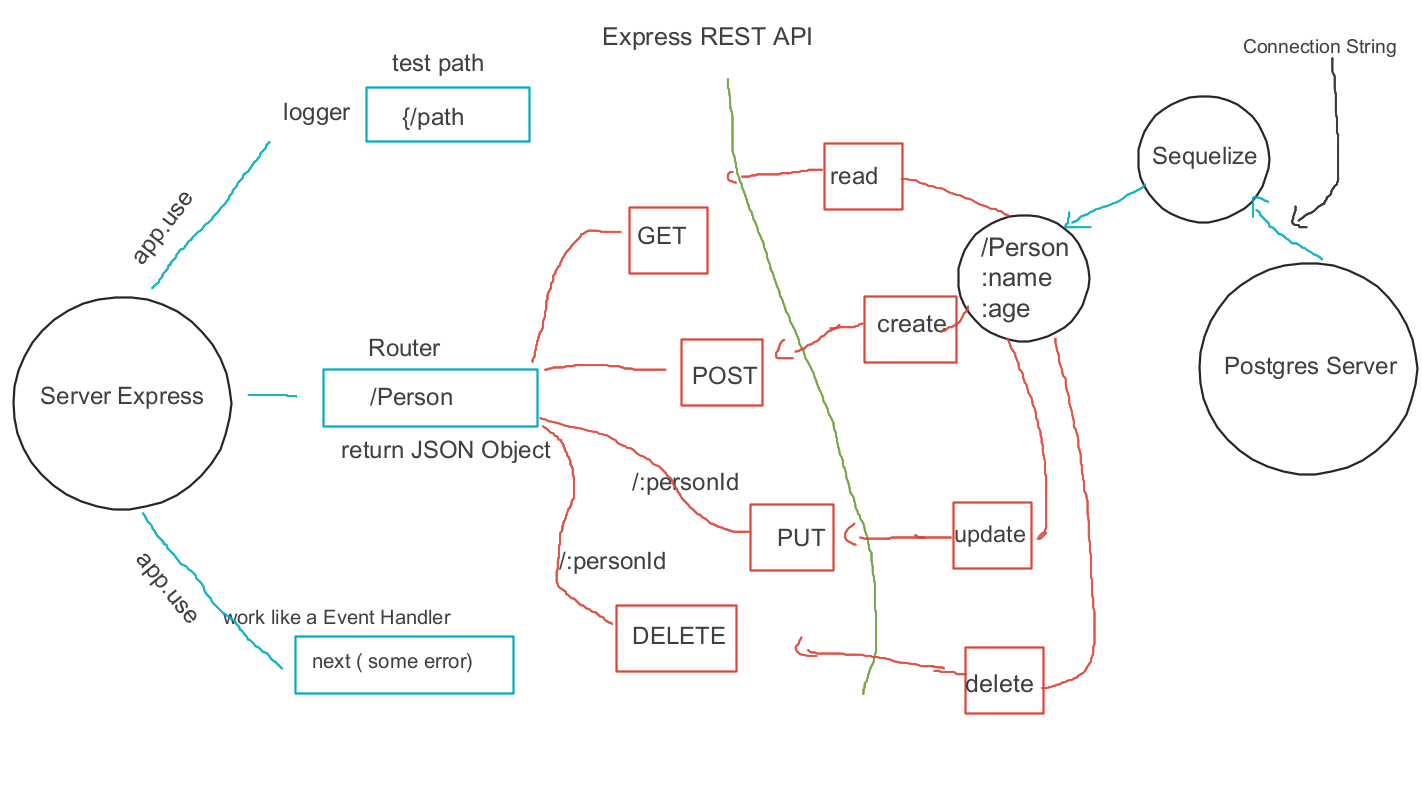 Express REST API
Connection String
test path
logger
{/path
app.use
read
Sequelize
GET
/Person
:name
:age
create
Router
POST
Server Express
/Person
Postgres Server
return JSON Object
/:personId
PUT
update
/:personId
app.use
work like a Event Handler
DELETE
next ( some error)
delete